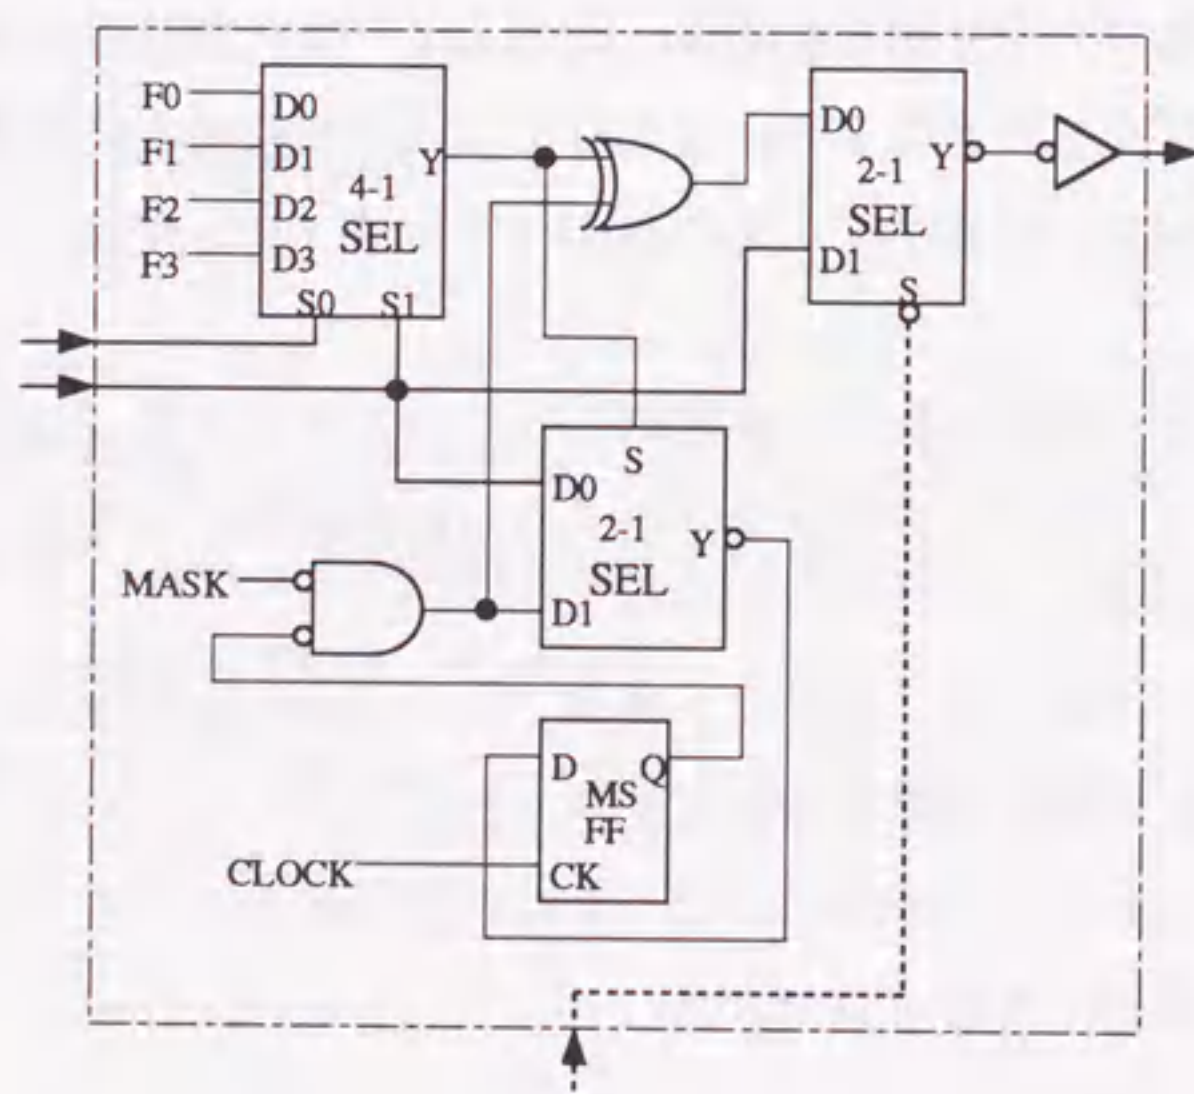 F0
F1
F2
F3
D0
D1
D2
D3
4-1
SEL
Y
S0
S1
D0
D1
2-1
SEL
Y
S
S
D0
D1
2-1
SEL
Y
MASK
D
Q
MS
FF
CK
CLOCK